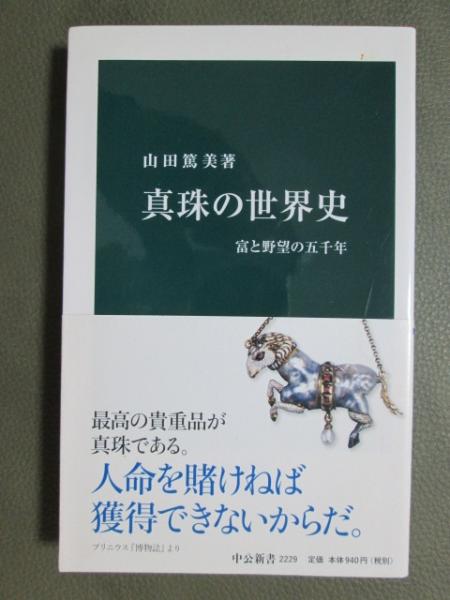 山田篤美著
真珠の世界史
富と野望の五千年
最高の貴重品が
真珠である。
人命を賭けねば
獲得できないからだ。
プリニウス『博物誌』より
中公新書 2229 定価 本体940円(税別)